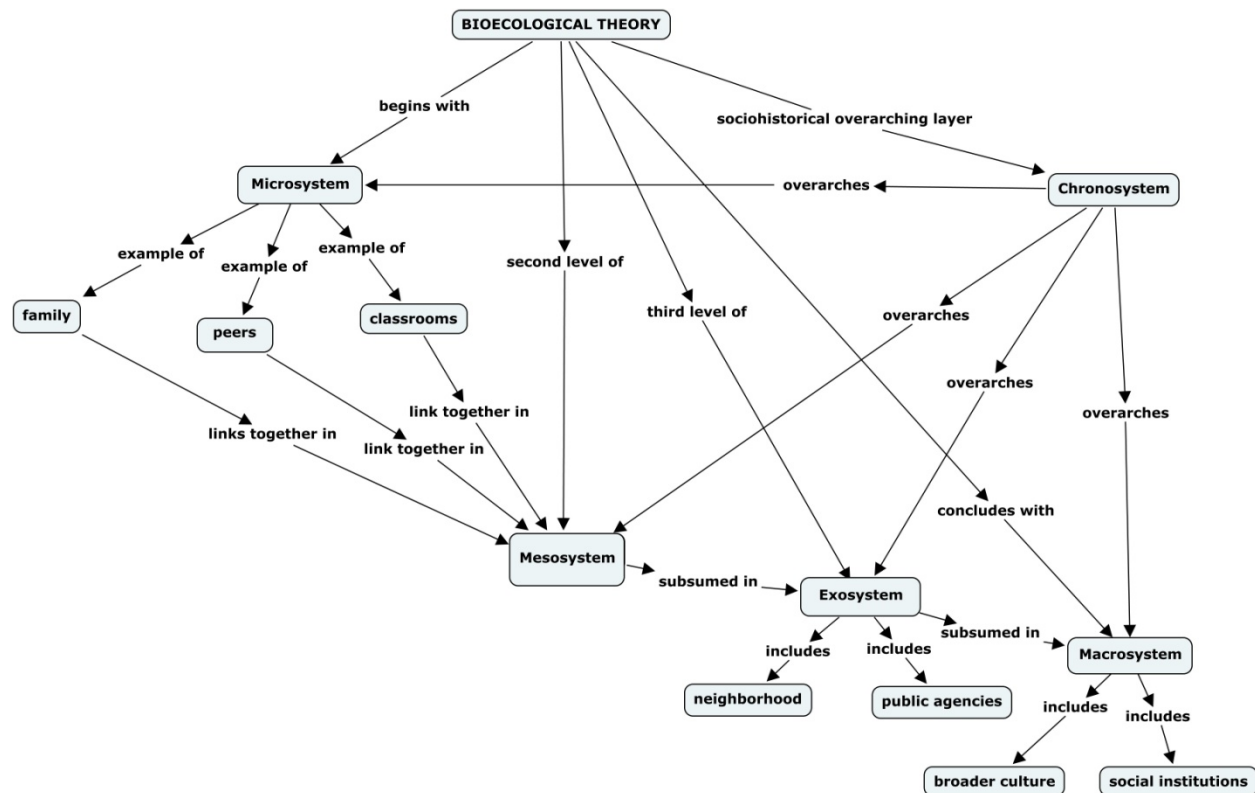 BIOECOLOGICAL THEORY
begins with
sociohistorical overarching layer
Microsystem
overarches
Chronosystem
example of
example of
example of
second level of
family
peers
classrooms
third level of
overarches
overarches
overarches
links together in
link together in
link together in
concludes with
Mesosystem
subsumed in
Exosystem
subsumed in
Macrosystem
includes
includes
neighborhood
public agencies
includes
includes
broader culture
social institutions